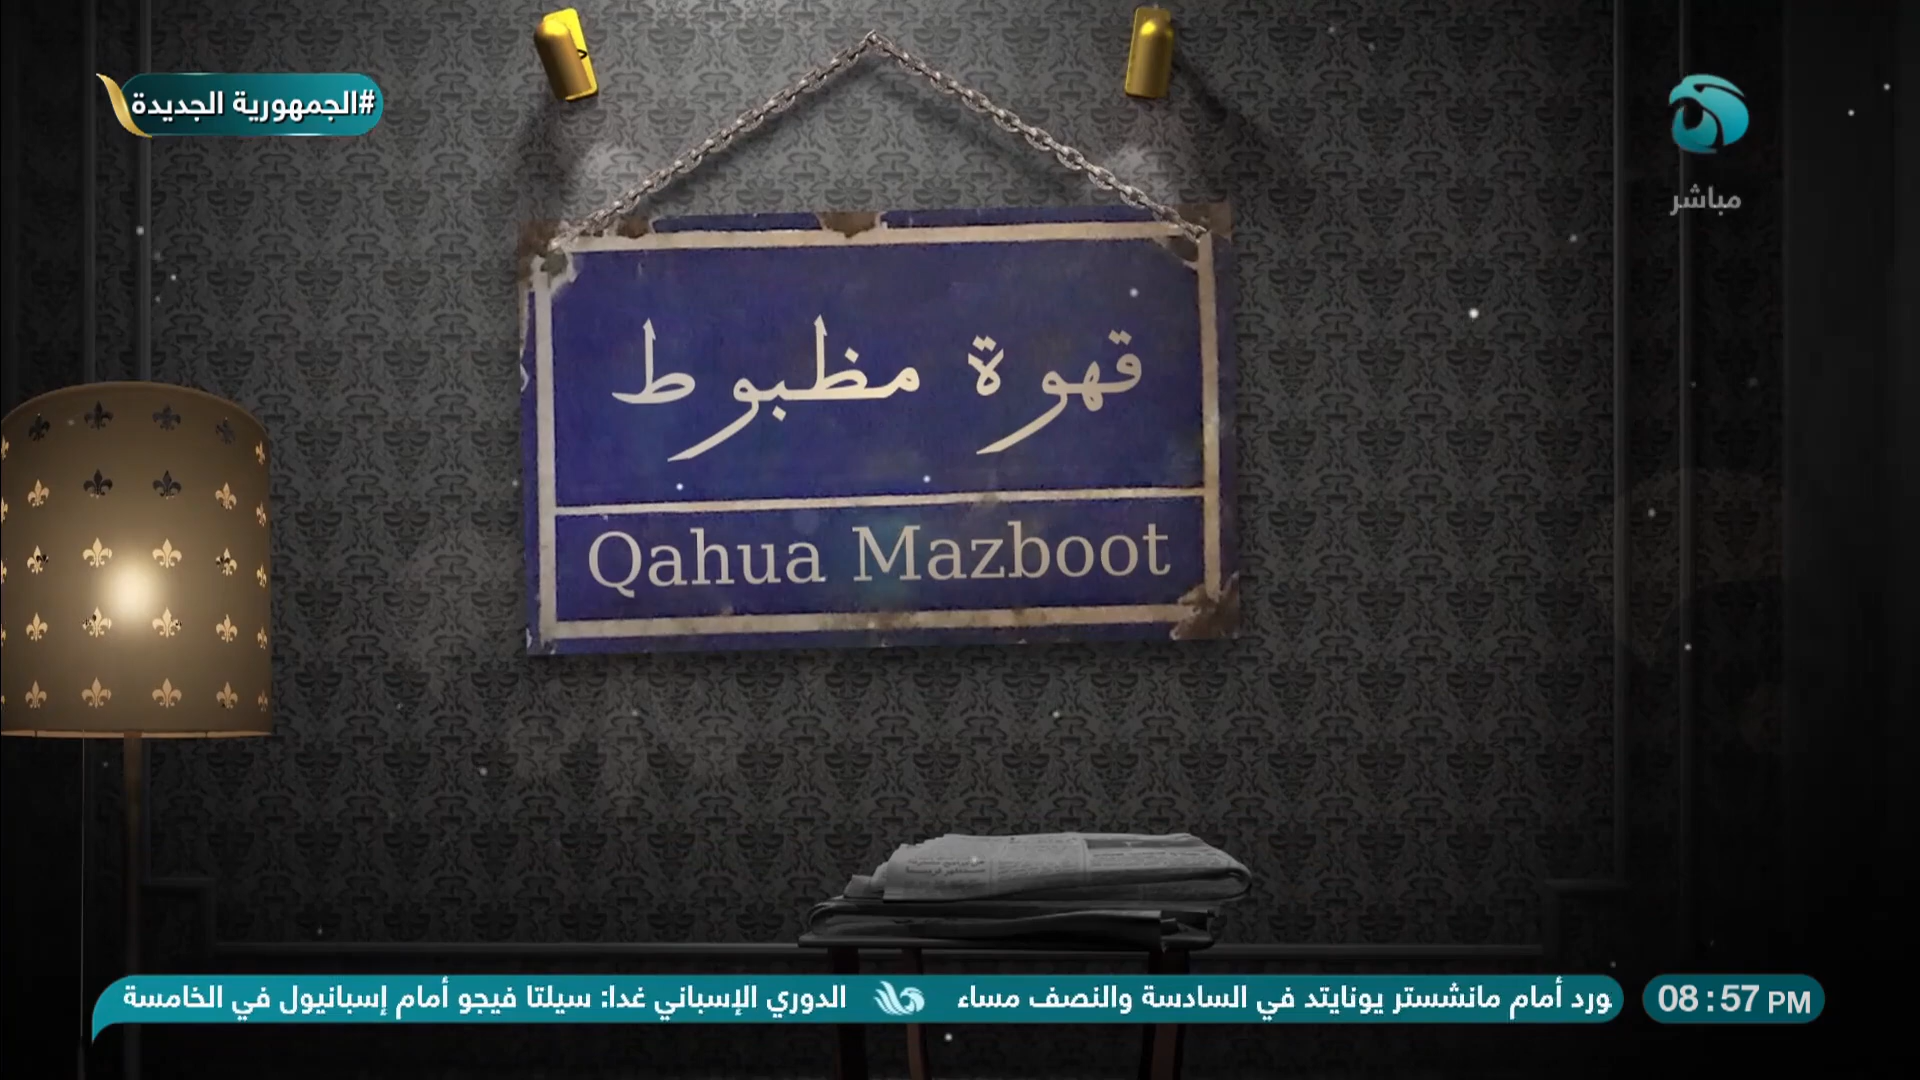 #الجمهورية الجديدة
مباشر
قهوة مظبوط
Qahua Mazboot
ورد أمام مانشستر يونايتد في السادسة والنصف مساء
الدوري الإسباني غدا: سيلتا فيجو أمام إسبانيول في الخامسة
08:57 PM